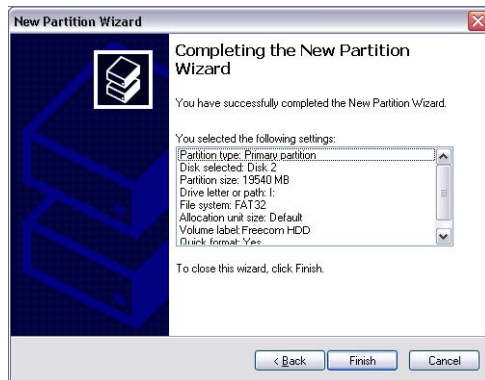 New Partition Wizard
Completing the New Partition
Wizard
You have successfully completed the New Partition Wizard.
You selected the following settings:
Partition type: Primary partition
Disk selected: Disk 2
Partition size: 19540 MB
Drive letter or path: I:
File system: FAT32
Allocation unit size: Default
Volume label: Freecom HDD
Quick format: Yes
To close this wizard, click Finish.
< Back
Finish
Cancel